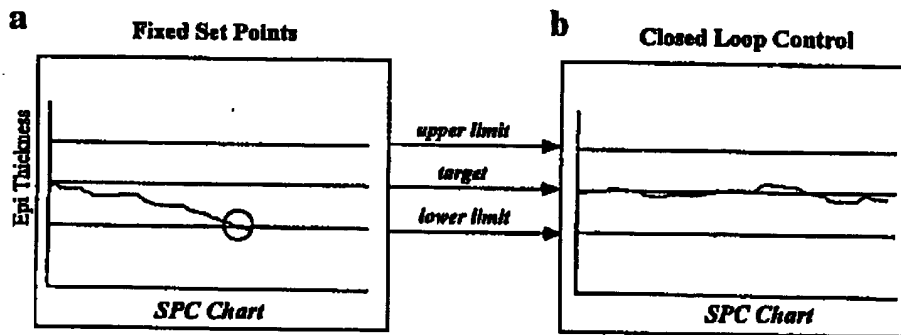 a
Fixed Set Points
b
Closed Loop Control
Epi Thickness
upper limit
target
lower limit
SPC Chart
SPC Chart